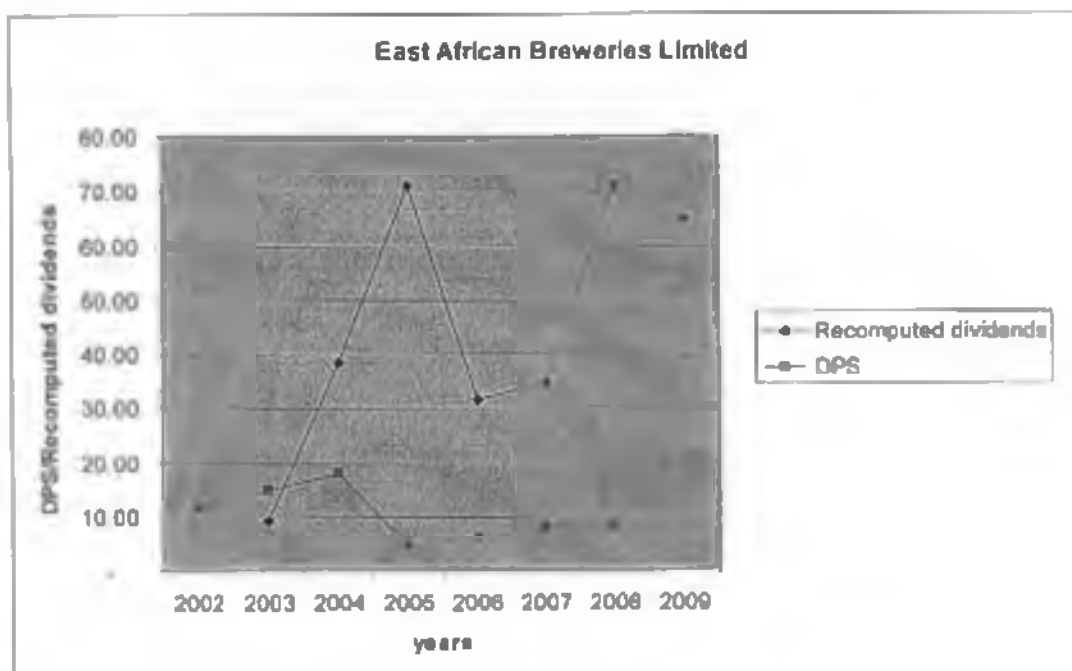 East African Breweries Limited
DPS/Recomputed dividends
80.00
70.00
60.00
50.00
40.00
30.00
20.00
10.00
-
2002 2003 2004 2005 2006 2007 2008 2009
years
Recomputed dividends
DPS